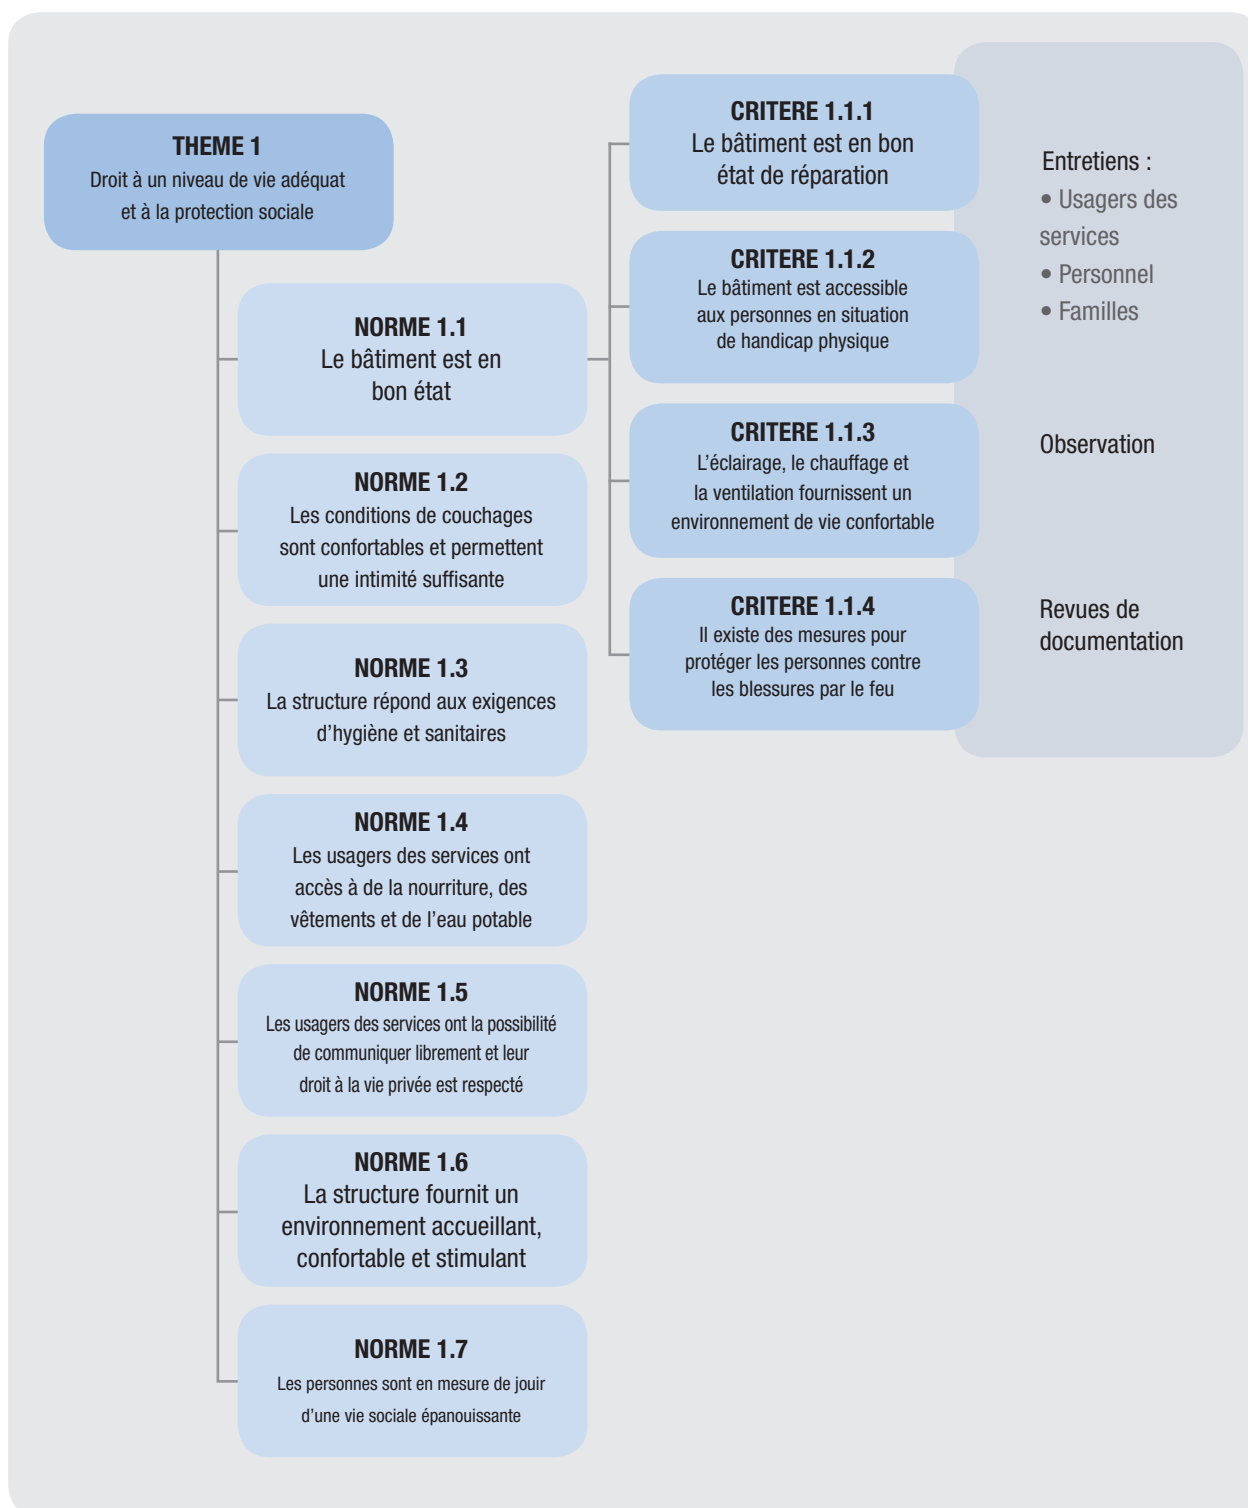 THEME 1
Droit à un niveau de vie adéquat
et à la protection sociale
NORME 1.1
Le bâtiment est en
bon état
NORME 1.2
Les conditions de couchages
sont confortables et permettent
une intimité suffisante
NORME 1.3
La structure répond aux exigences
d’hygiène et sanitaires
NORME 1.4
Les usagers des services ont
accès à de la nourriture, des
vêtements et de l’eau potable
NORME 1.5
Les usagers des services ont la possibilité
de communiquer librement et leur
droit à la vie privée est respecté
NORME 1.6
La structure fournit un
environnement accueillant,
confortable et stimulant
NORME 1.7
Les personnes sont en mesure de jouir
d’une vie sociale épanouissante
CRITERE 1.1.1
Le bâtiment est en bon
état de réparation
CRITERE 1.1.2
Le bâtiment est accessible
aux personnes en situation
de handicap physique
CRITERE 1.1.3
L’éclairage, le chauffage et
la ventilation fournissent un
environnement de vie confortable
CRITERE 1.1.4
Il existe des mesures pour
protéger les personnes contre
les blessures par le feu
Entretiens :
• Usagers des
services
• Personnel
• Familles
Observation
Revues de
documentation